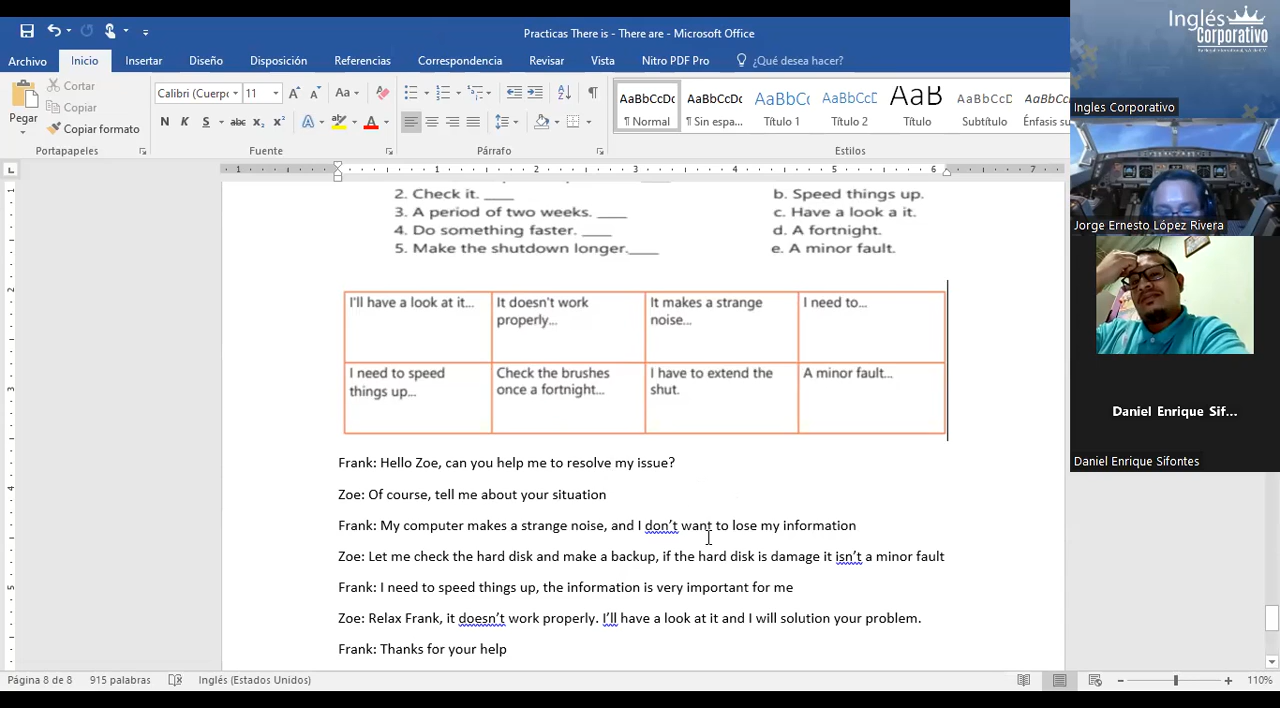 Practicas There is - There are - Microsoft Office
Archivo Inicio Insertar Diseño Disposición Referencias Correspondencia Revisar Vista Nitro PDF Pro ¿Qué desea hacer?
Pegar
Cortar
Copiar
Copiar formato
Portapapeles
Calibri (Cuerpo 11
Fuente
Párrafo
AaBbCcDc AaBbCcDc AaBbCc AaBbCcD AaB AaBbCcD AaBbCcDc
¶ Normal ¶ Sin espa... Título 1 Título 2 Título Subtítulo Énfasis su
Estilos
1 1 2 3 4 5 6 7
2. Check it. ____ b. Speed things up.
3. A period of two weeks. ____ c. Have a look a it.
4. Do something faster. ____ d. A fortnight.
5. Make the shutdown longer.____ e. A minor fault.
I'll have a look at it...
It doesn't work
properly...
It makes a strange
noise...
I need to...
I need to speed
things up...
Check the brushes
once a fortnight...
I have to extend the
shut.
A minor fault...
Frank: Hello Zoe, can you help me to resolve my issue?
Zoe: Of course, tell me about your situation
Frank: My computer makes a strange noise, and I don’t want to lose my information
Zoe: Let me check the hard disk and make a backup, if the hard disk is damage it isn’t a minor fault
Frank: I need to speed things up, the information is very important for me
Zoe: Relax Frank, it doesn’t work properly. I’ll have a look at it and I will solution your problem.
Frank: Thanks for your help
Página 8 de 8 915 palabras Inglés (Estados Unidos) 110%
Inglés
Corporativo
Ingles Corporativo
Jorge Ernesto López Rivera
Daniel Enrique Sif...
Daniel Enrique Sifontes